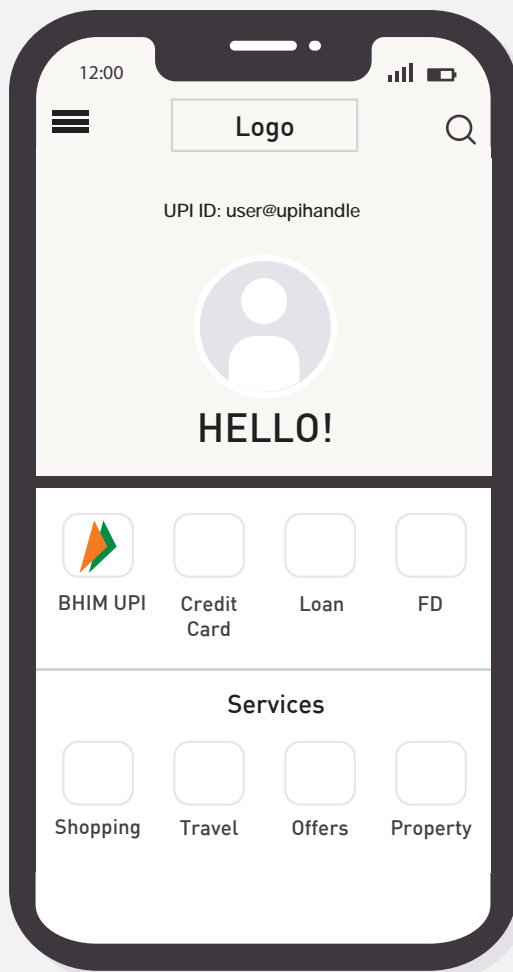 12:00
Logo
UPI ID: user@upihandle
HELLO!
BHIM UPI Credit Card Loan FD
Services
Shopping Travel Offers Property